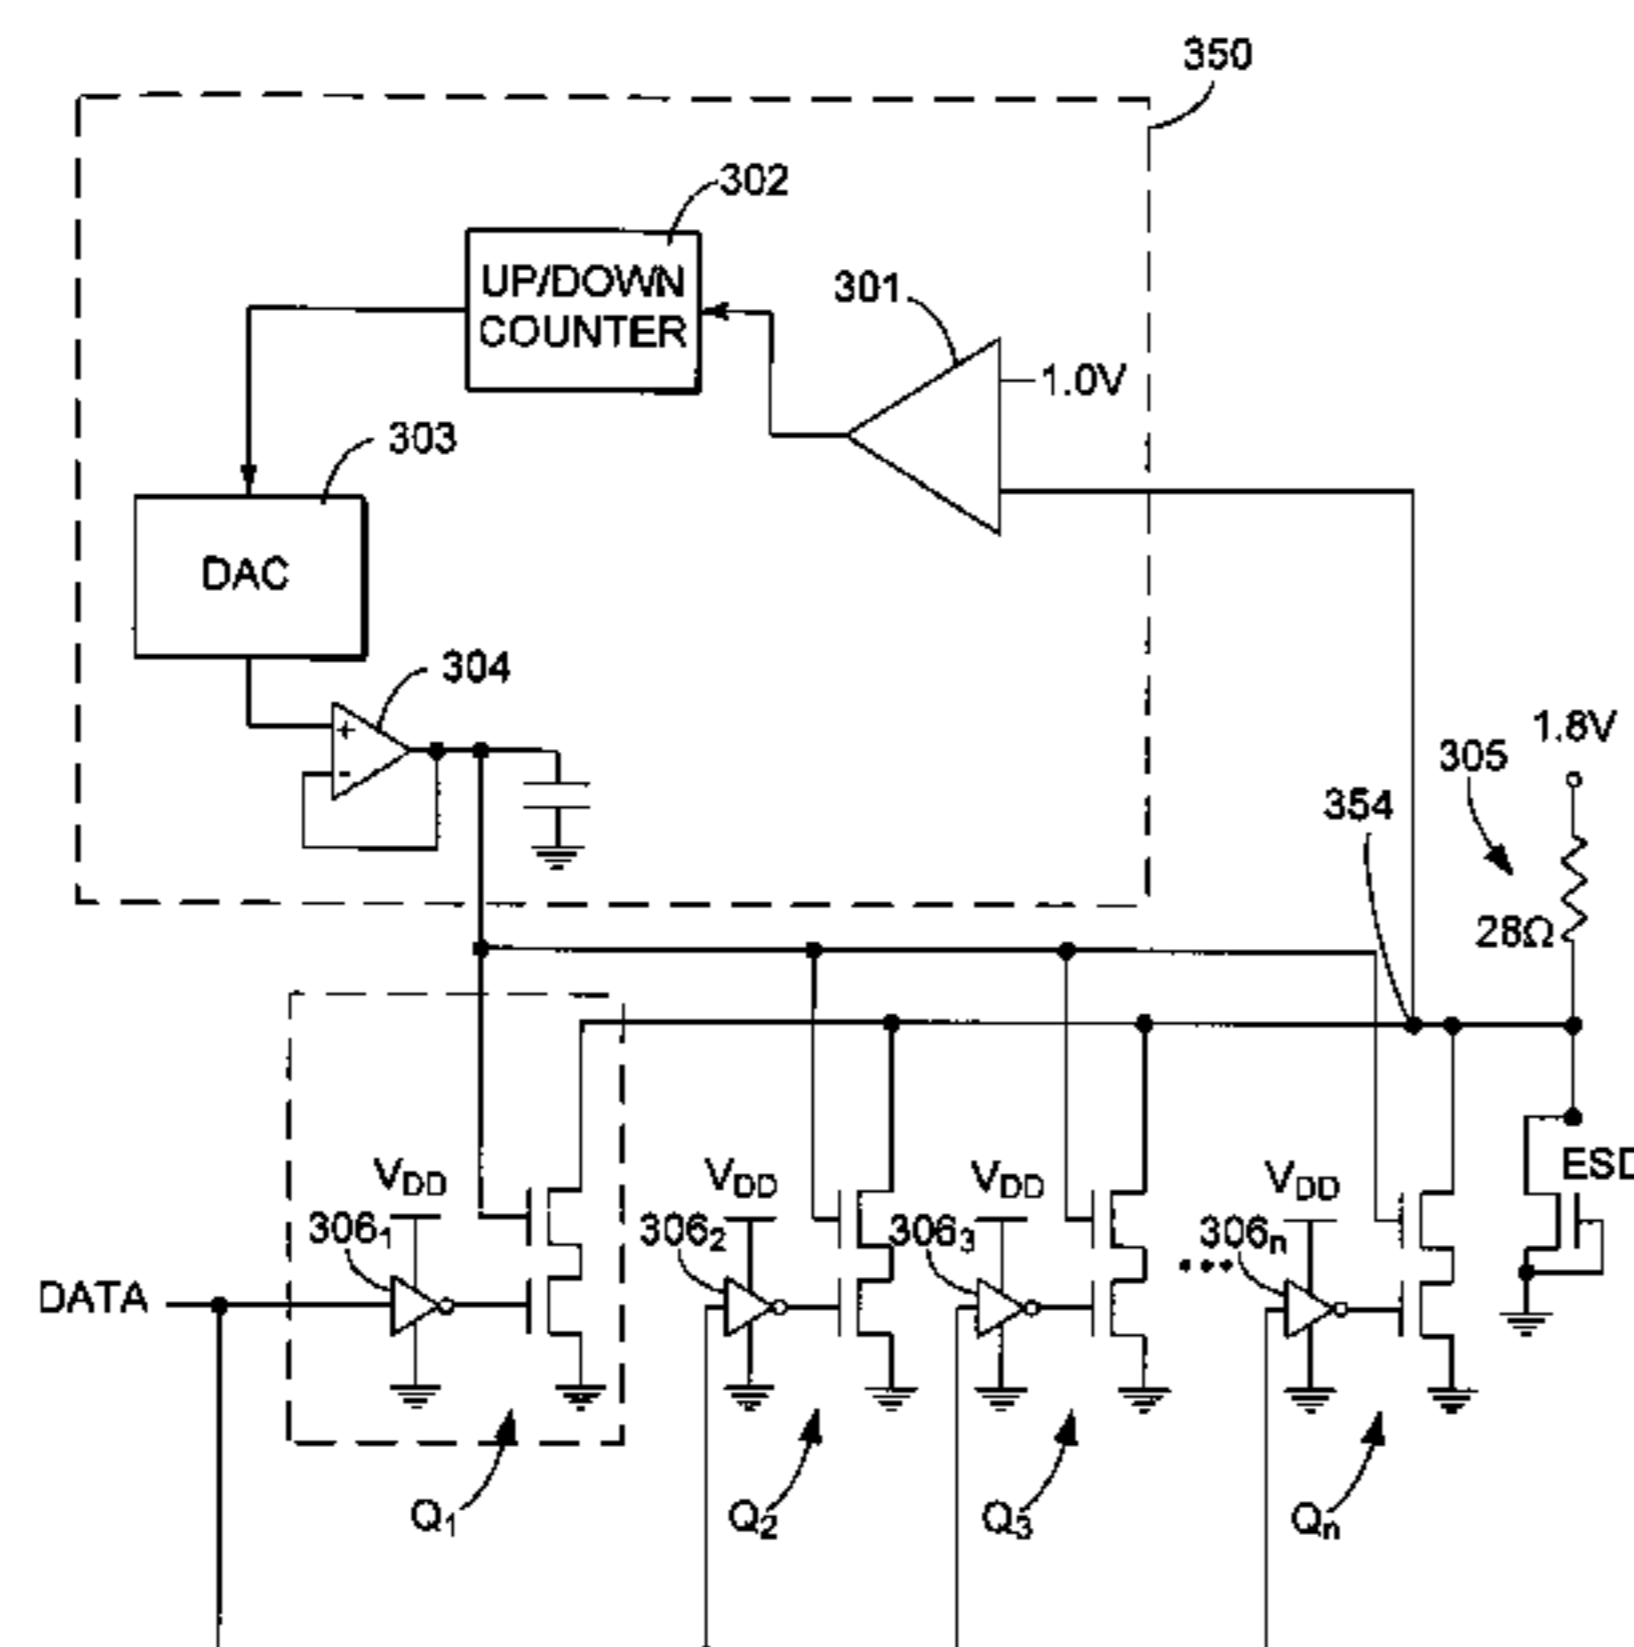 350
302
UP/DOWN
COUNTER
301
1.0V
303
DAC
304
+
-
1.8V
305
354
28Ω
ESD
VDD
VDD
VDD
VDD
306₁
306₂
306₃
306ₙ
DATA
Q₁
Q₂
Q₃
Qₙ